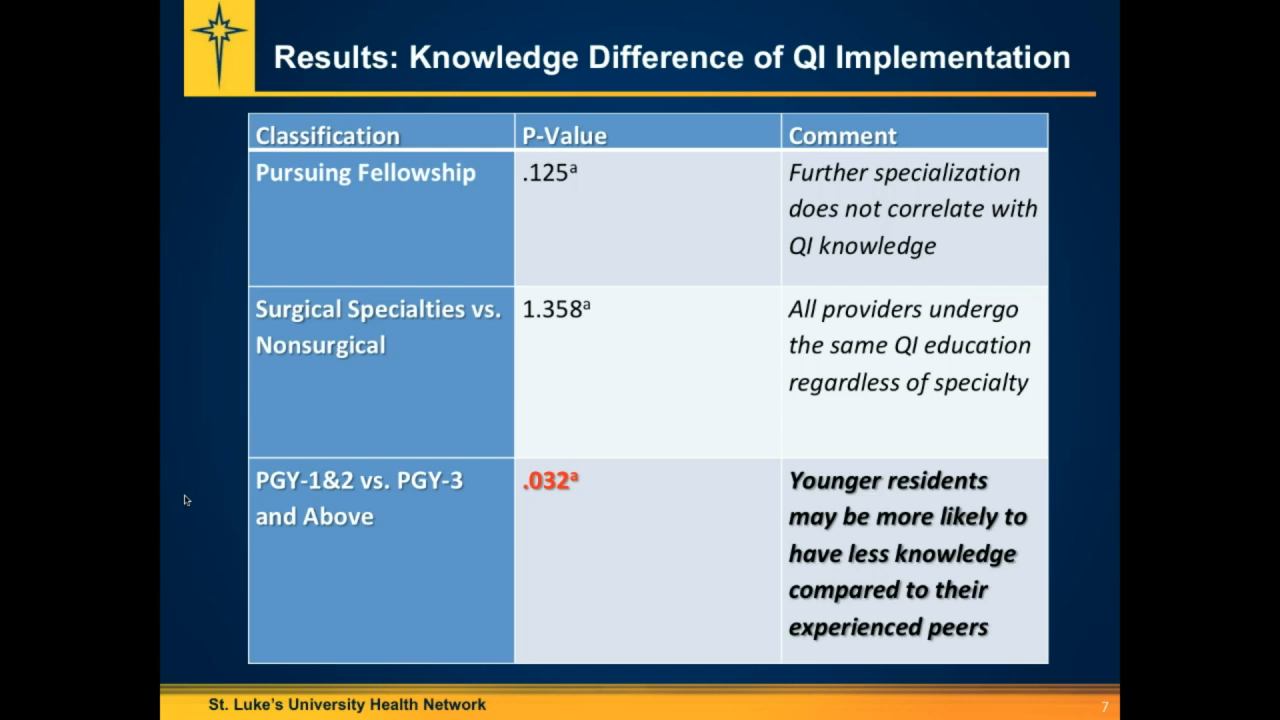 Results: Knowledge Difference of QI Implementation
Classification
P-Value
Comment
Pursuing Fellowship
.125ᵃ
Further specialization
does not correlate with
QI knowledge
Surgical Specialties vs.
Nonsurgical
1.358ᵃ
All providers undergo
the same QI education
regardless of specialty
PGY-1&2 vs. PGY-3
and Above
.032ᵃ
Younger residents
may be more likely to
have less knowledge
compared to their
experienced peers
St. Luke's University Health Network
7